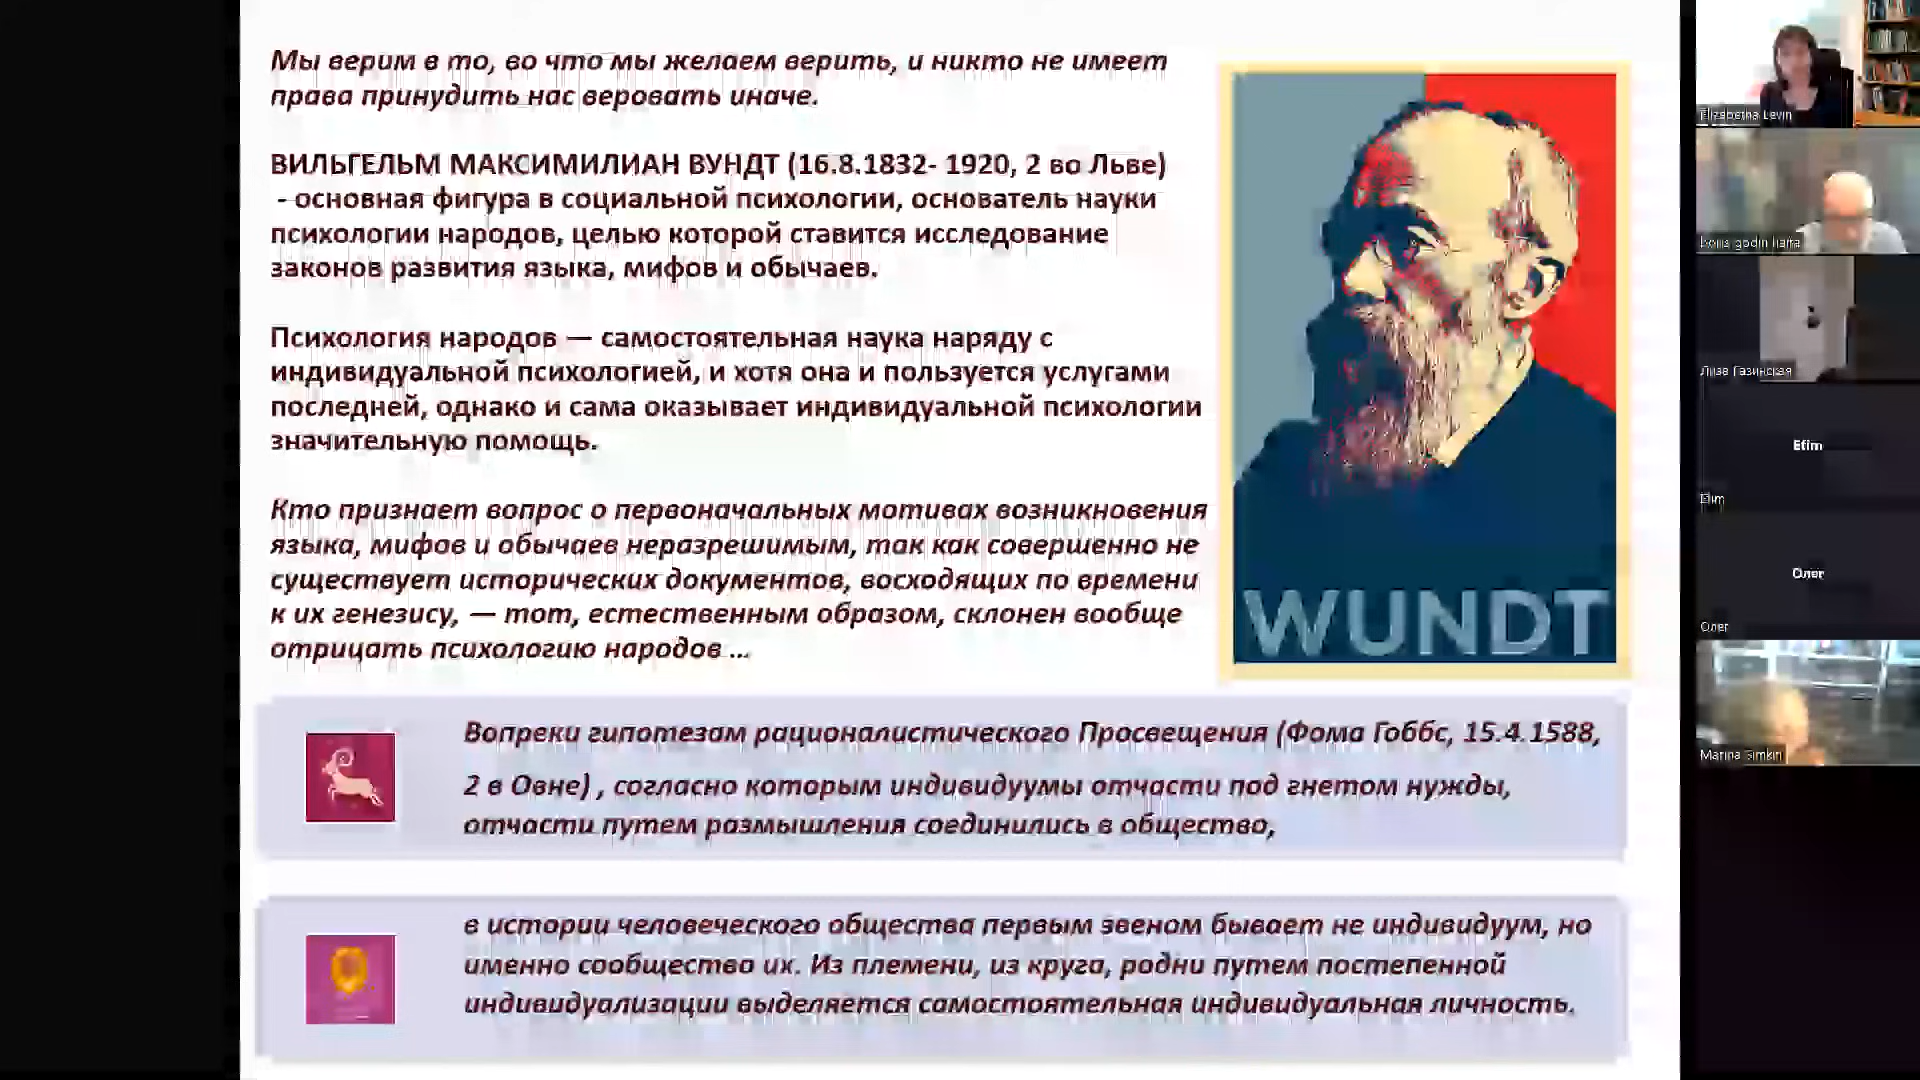 Мы верим в то, во что мы желаем верить, и никто не имеет
права принудить нас веровать иначе.
ВИЛЬГЕЛЬМ МАКСИМИЛИАН ВУНДТ (16.8.1832- 1920, 2 во Льве)
- основная фигура в социальной психологии, основатель науки
психологии народов, целью которой ставится исследование
законов развития языка, мифов и обычаев.
Психология народов — самостоятельная наука наряду с
индивидуальной психологией, и хотя она и пользуется услугами
последней, однако и сама оказывает индивидуальной психологии
значительную помощь.
Кто признает вопрос о первоначальных мотивах возникновения
языка, мифов и обычаев неразрешимым, так как совершенно не
существует исторических документов, восходящих по времени
к их генезису, — тот, естественным образом, склонен вообще
отрицать психологию народов ...
WUNDT
Вопреки гипотезам рационалистического Просвещения (Фома Гоббс, 15.4.1588,
2 в Овне) , согласно которым индивидуумы отчасти под гнетом нужды,
отчасти путем размышления соединились в общество,
в истории человеческого общества первым звеном бывает не индивидуум, но
именно сообщество их. Из племени, из круга, родни путем постепенной
индивидуализации выделяется самостоятельная индивидуальная личность.
Elizabetha Levin
Boris godin haifa
Лиза Газинская
Efim
Efim
Олег
Олег
Marina Simkin